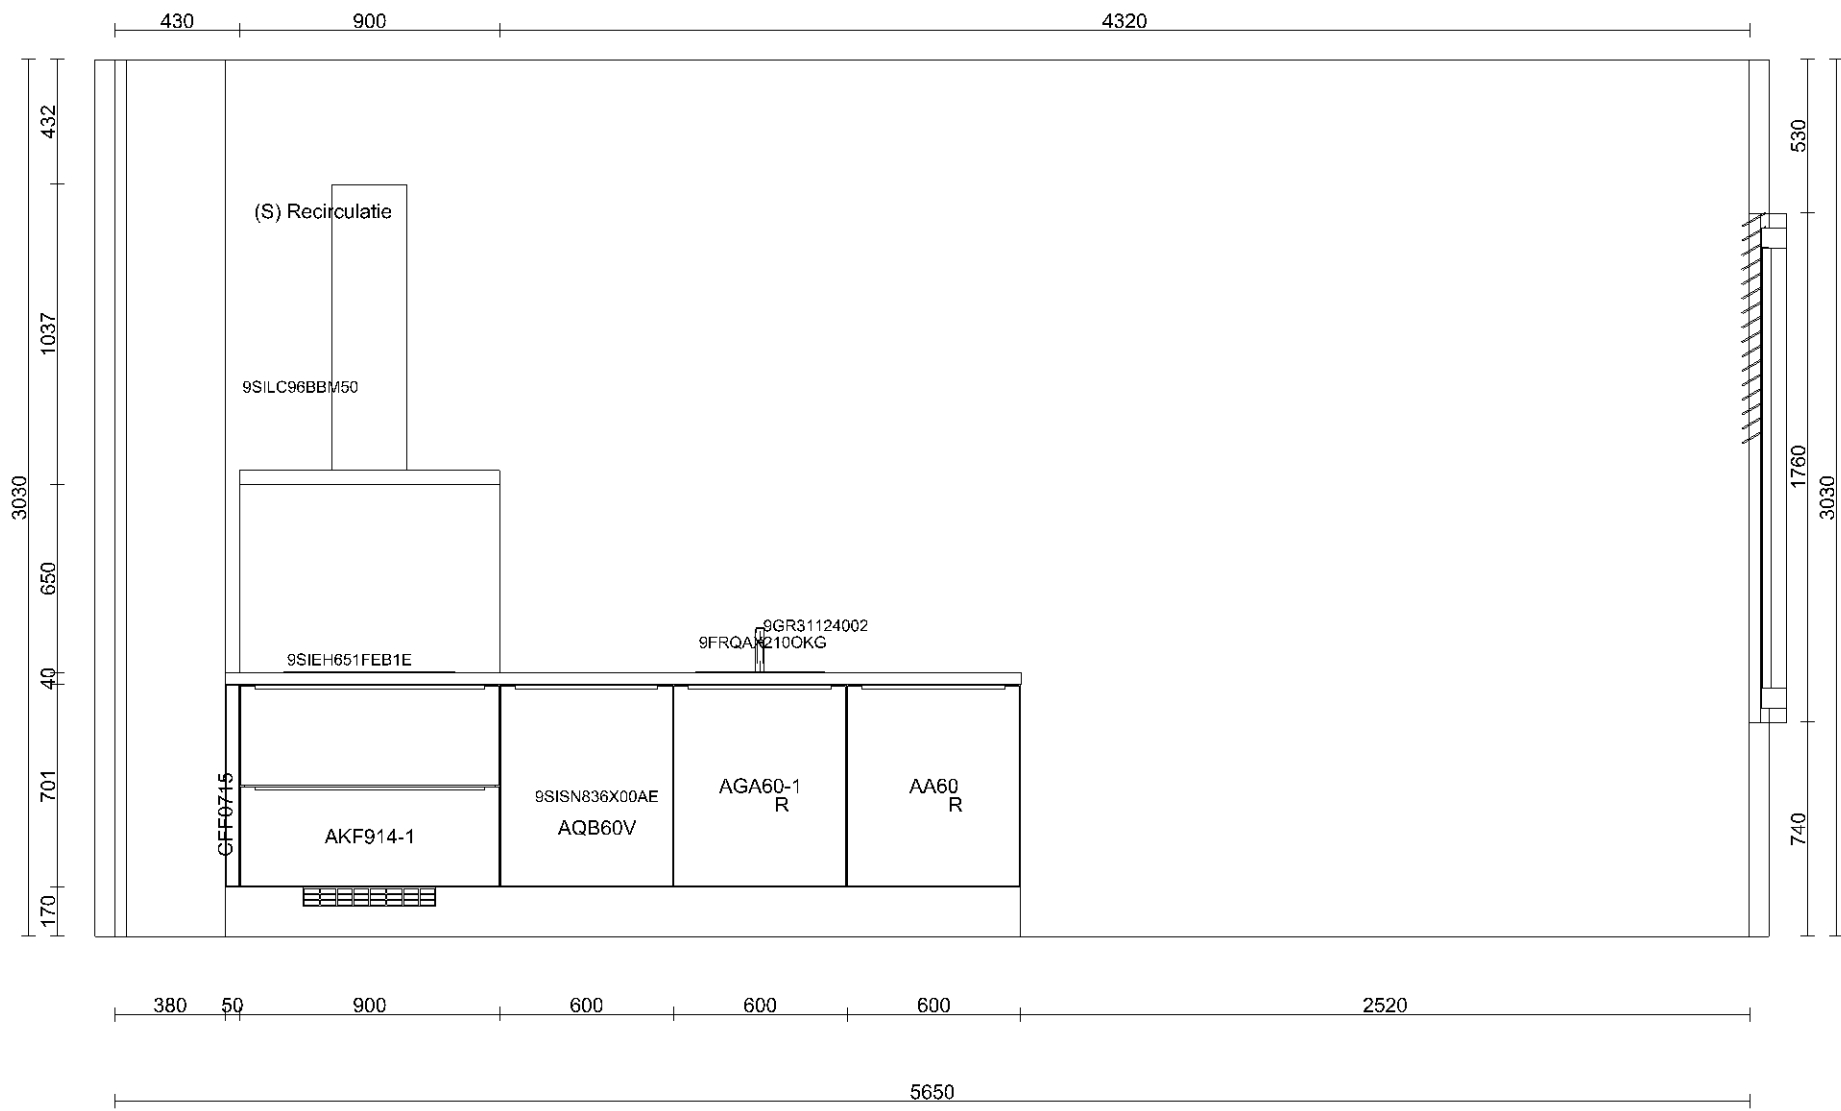 430 900 4320
432
530
(S) Recirculatie
1037
9SILC96BBM50
1760
3030
3030
650
9GR31124002
9FRQAX210OKG
9SIEH651FEB1E
40
701
GFF0715
AGA60-1
R
AA60
R
9SISN836X00AE
AQB60V
AKF914-1
740
170
380 50 900 600 600 600 2520
5650